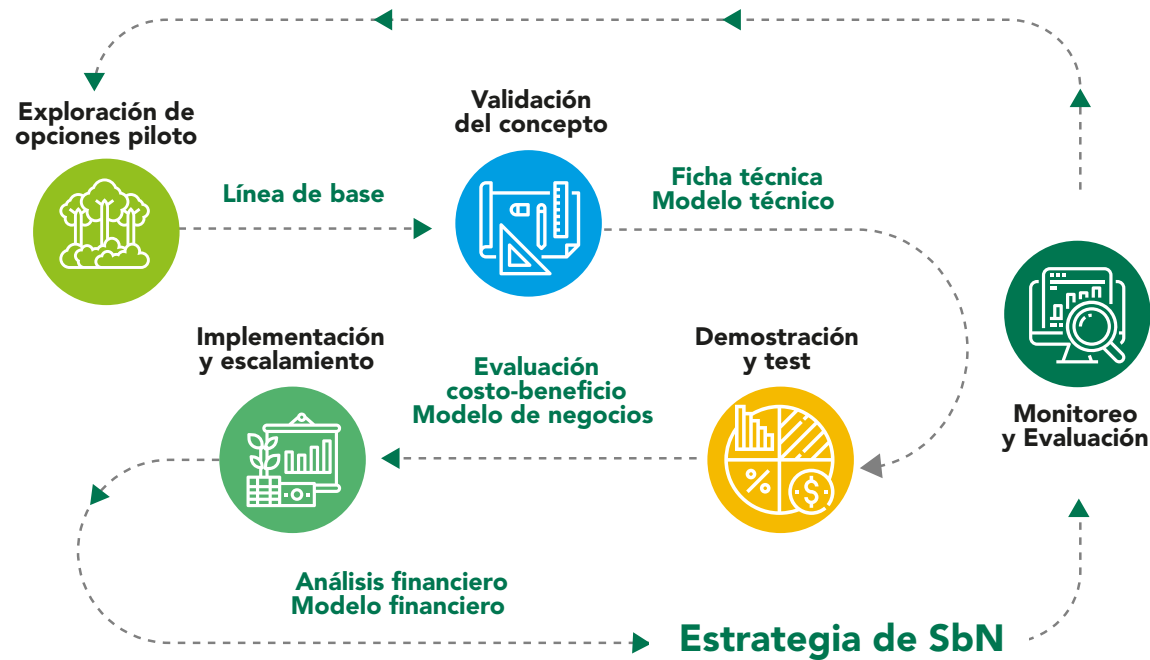 Exploración de
opciones piloto
Línea de base
Validación
del concepto
Ficha técnica
Modelo técnico
Demostración
y test
Evaluación
costo-beneficio
Modelo de negocios
Implementación
y escalamiento
Análisis financiero
Modelo financiero
Estrategia de SbN
Monitoreo
y Evaluación
%
$